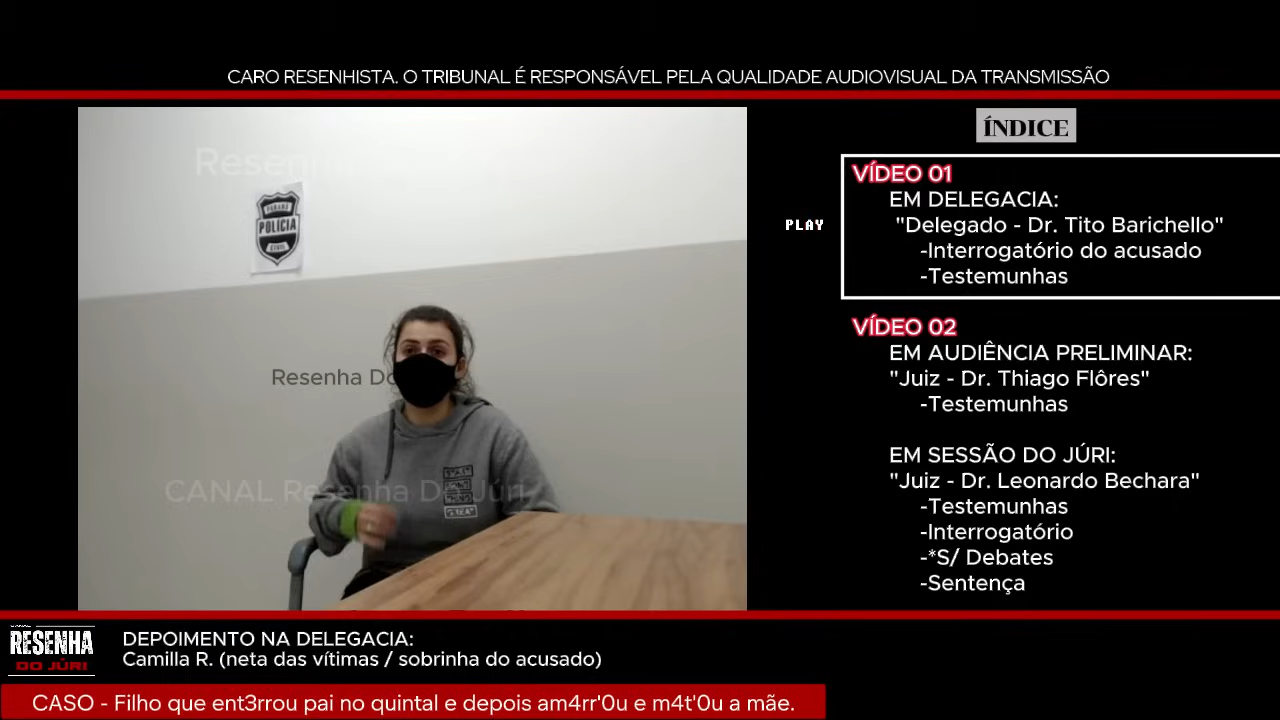 CARO RESENHISTA. O TRIBUNAL É RESPONSÁVEL PELA QUALIDADE AUDIOVISUAL DA TRANSMISSÃO
PARANÁ
POLÍCIA
CIVIL
Resenha Do
CANAL Resenha Do Júri
ÍNDICE
PLAY
VÍDEO 01
EM DELEGACIA:
"Delegado - Dr. Tito Barichello"
-Interrogatório do acusado
-Testemunhas
VÍDEO 02
EM AUDIÊNCIA PRELIMINAR:
"Juiz - Dr. Thiago Flôres"
-Testemunhas
EM SESSÃO DO JÚRI:
"Juiz - Dr. Leonardo Bechara"
-Testemunhas
-Interrogatório
-*S/ Debates
-Sentença
RESENHA
DO JÚRI
DEPOIMENTO NA DELEGACIA:
Camilla R. (neta das vítimas / sobrinha do acusado)
CASO - Filho que ent3rrou pai no quintal e depois am4rr'0u e m4t'0u a mãe.